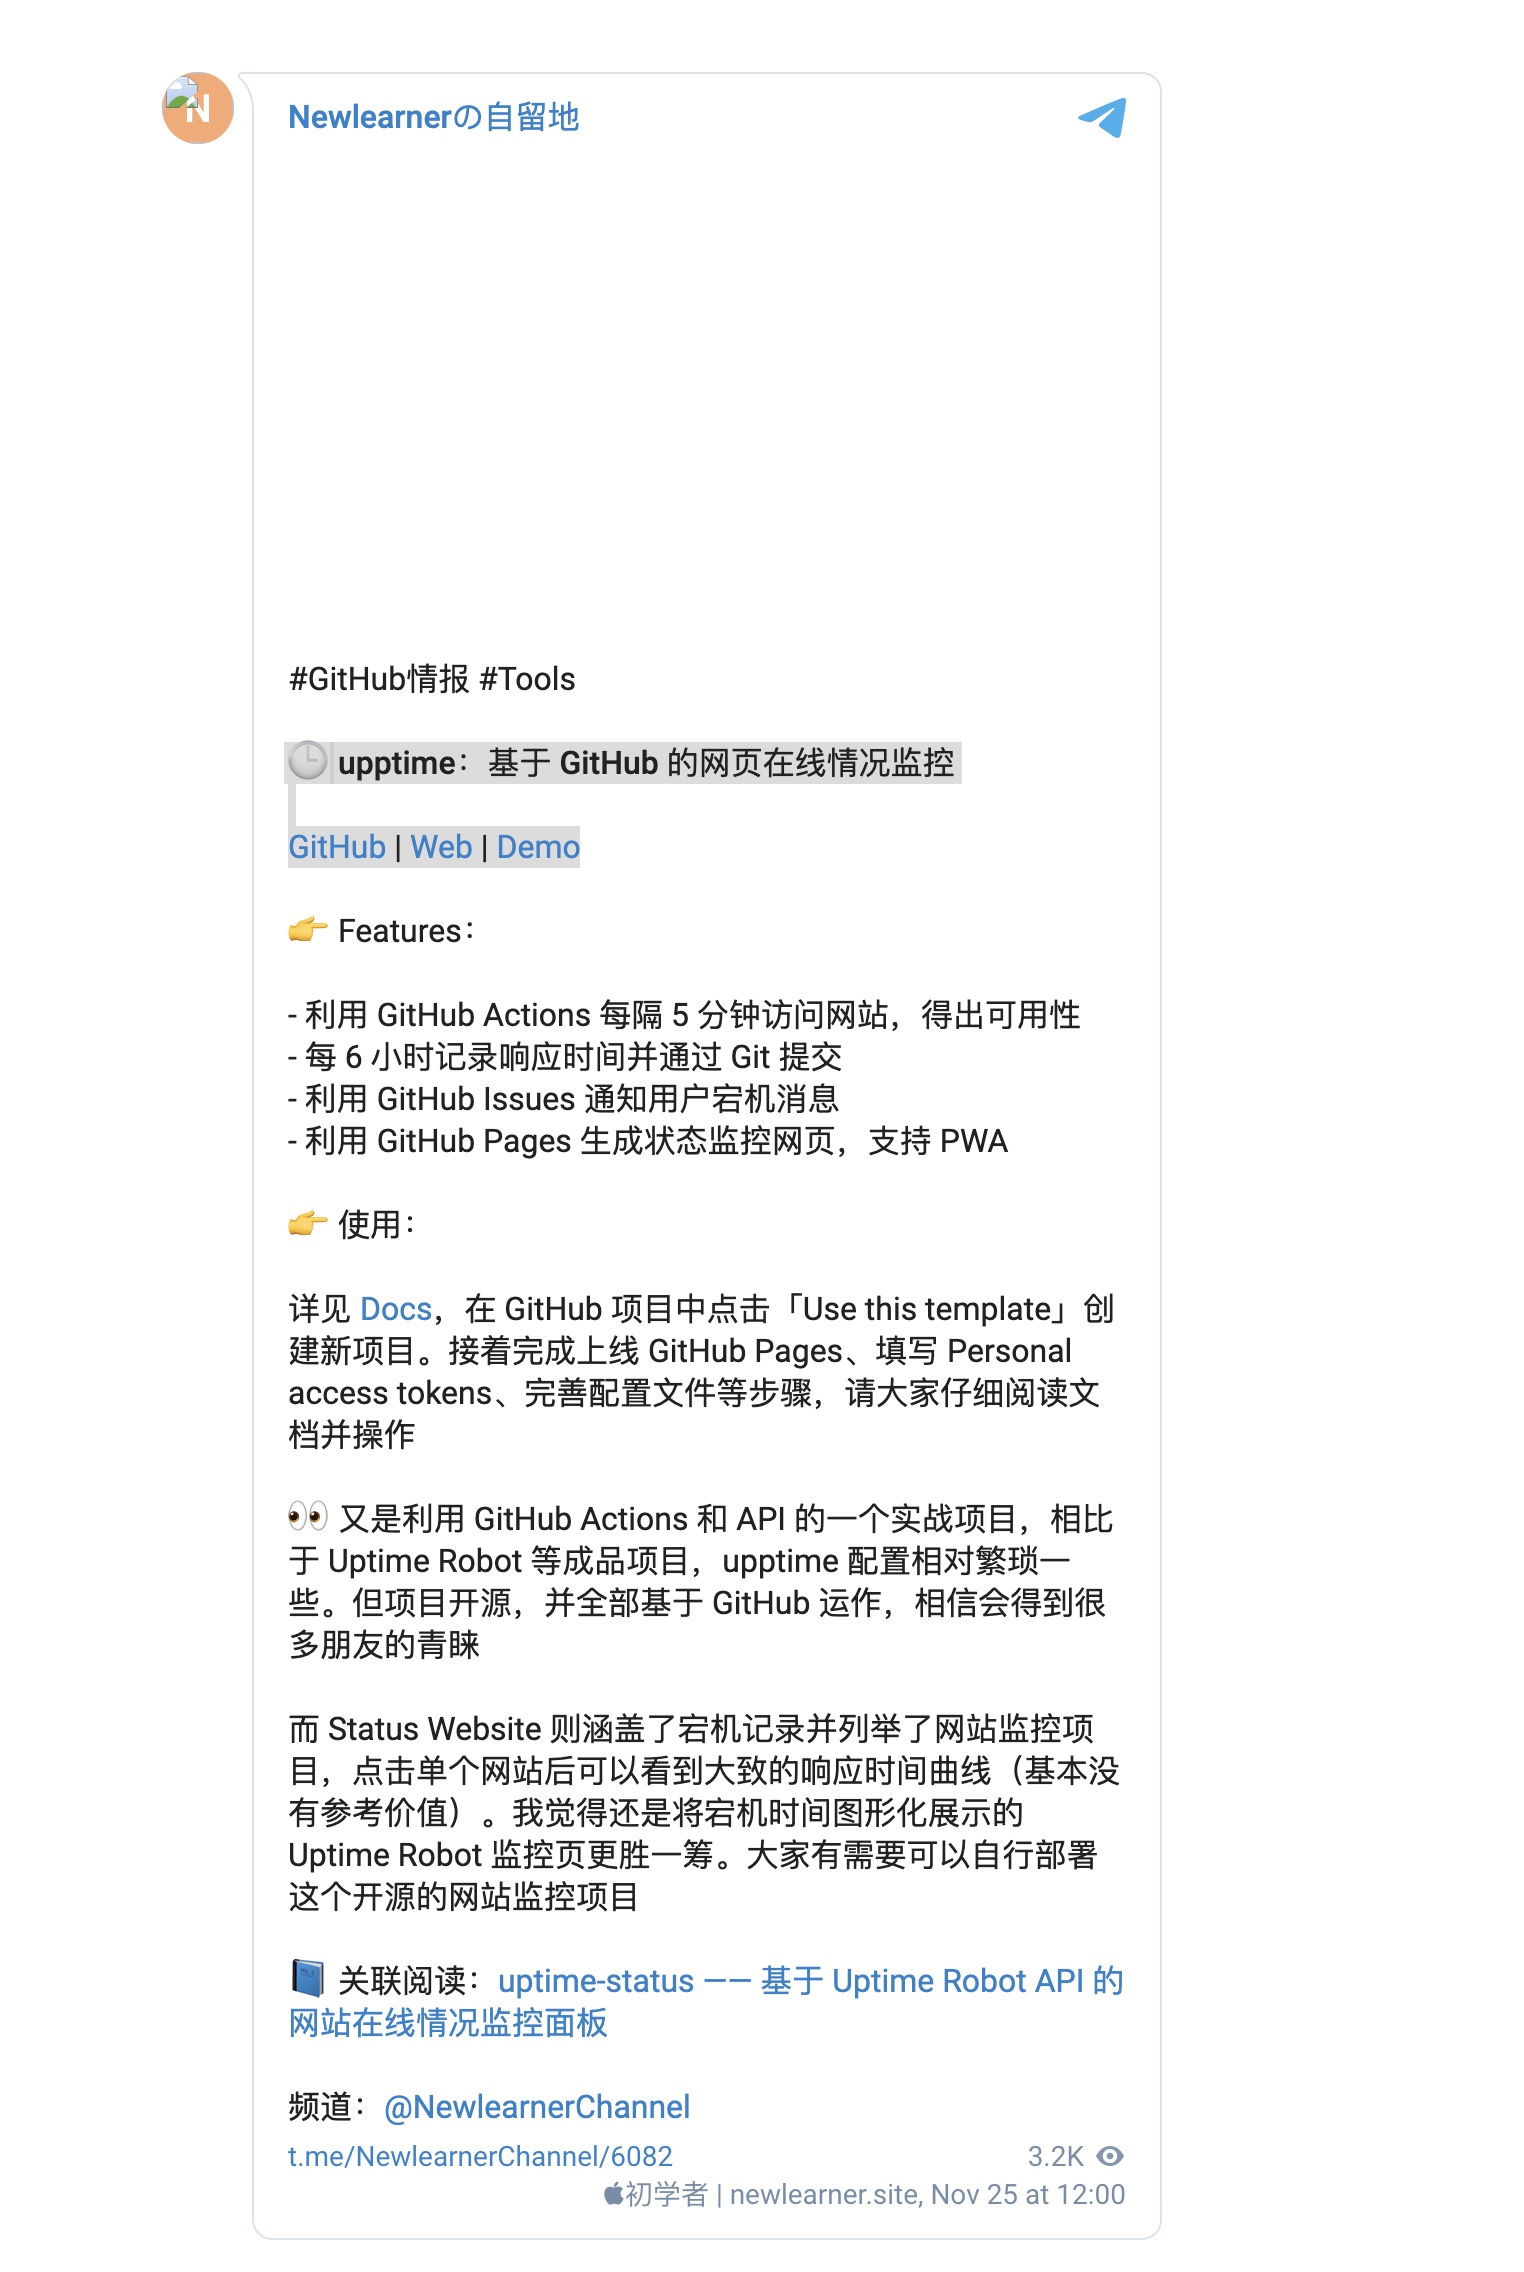 N
Newlearnerの自留地
#GitHub情报 #Tools
🕒 upptime：基于 GitHub 的网页在线情况监控
GitHub | Web | Demo
👉 Features：
- 利用 GitHub Actions 每隔 5 分钟访问网站，得出可用性
- 每 6 小时记录响应时间并通过 Git 提交
- 利用 GitHub Issues 通知用户宕机消息
- 利用 GitHub Pages 生成状态监控网页，支持 PWA
👉 使用：
详见 Docs，在 GitHub 项目中点击「Use this template」创
建新项目。接着完成上线 GitHub Pages、填写 Personal
access tokens、完善配置文件等步骤，请大家仔细阅读文
档并操作
👀 又是利用 GitHub Actions 和 API 的一个实战项目，相比
于 Uptime Robot 等成品项目，upptime 配置相对繁琐一
些。但项目开源，并全部基于 GitHub 运作，相信会得到很
多朋友的青睐
而 Status Website 则涵盖了宕机记录并列举了网站监控项
目，点击单个网站后可以看到大致的响应时间曲线（基本没
有参考价值）。我觉得还是将宕机时间图形化展示的
Uptime Robot 监控页更胜一筹。大家有需要可以自行部署
这个开源的网站监控项目
📘 关联阅读：uptime-status —— 基于 Uptime Robot API 的
网站在线情况监控面板
频道：@NewlearnerChannel
t.me/NewlearnerChannel/6082 3.2K
初学者 | newlearner.site, Nov 25 at 12:00